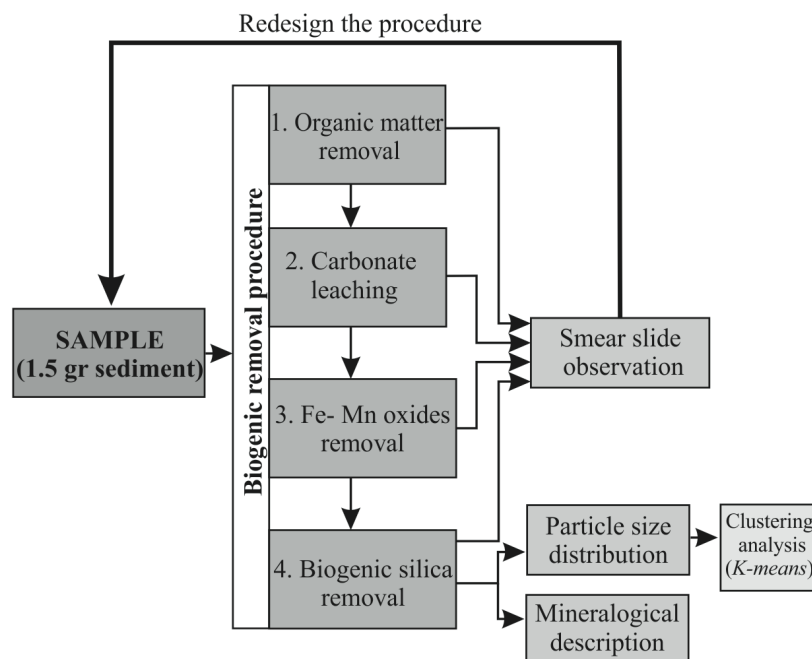 Redesign the procedure
Biogenic removal procedure
1. Organic matter
removal
2. Carbonate
leaching
SAMPLE
(1.5 gr sediment)
Smear slide
observation
3. Fe- Mn oxides
removal
4. Biogenic silica
removal
Particle size
distribution
Clustering
analysis
(K-means)
Mineralogical
description